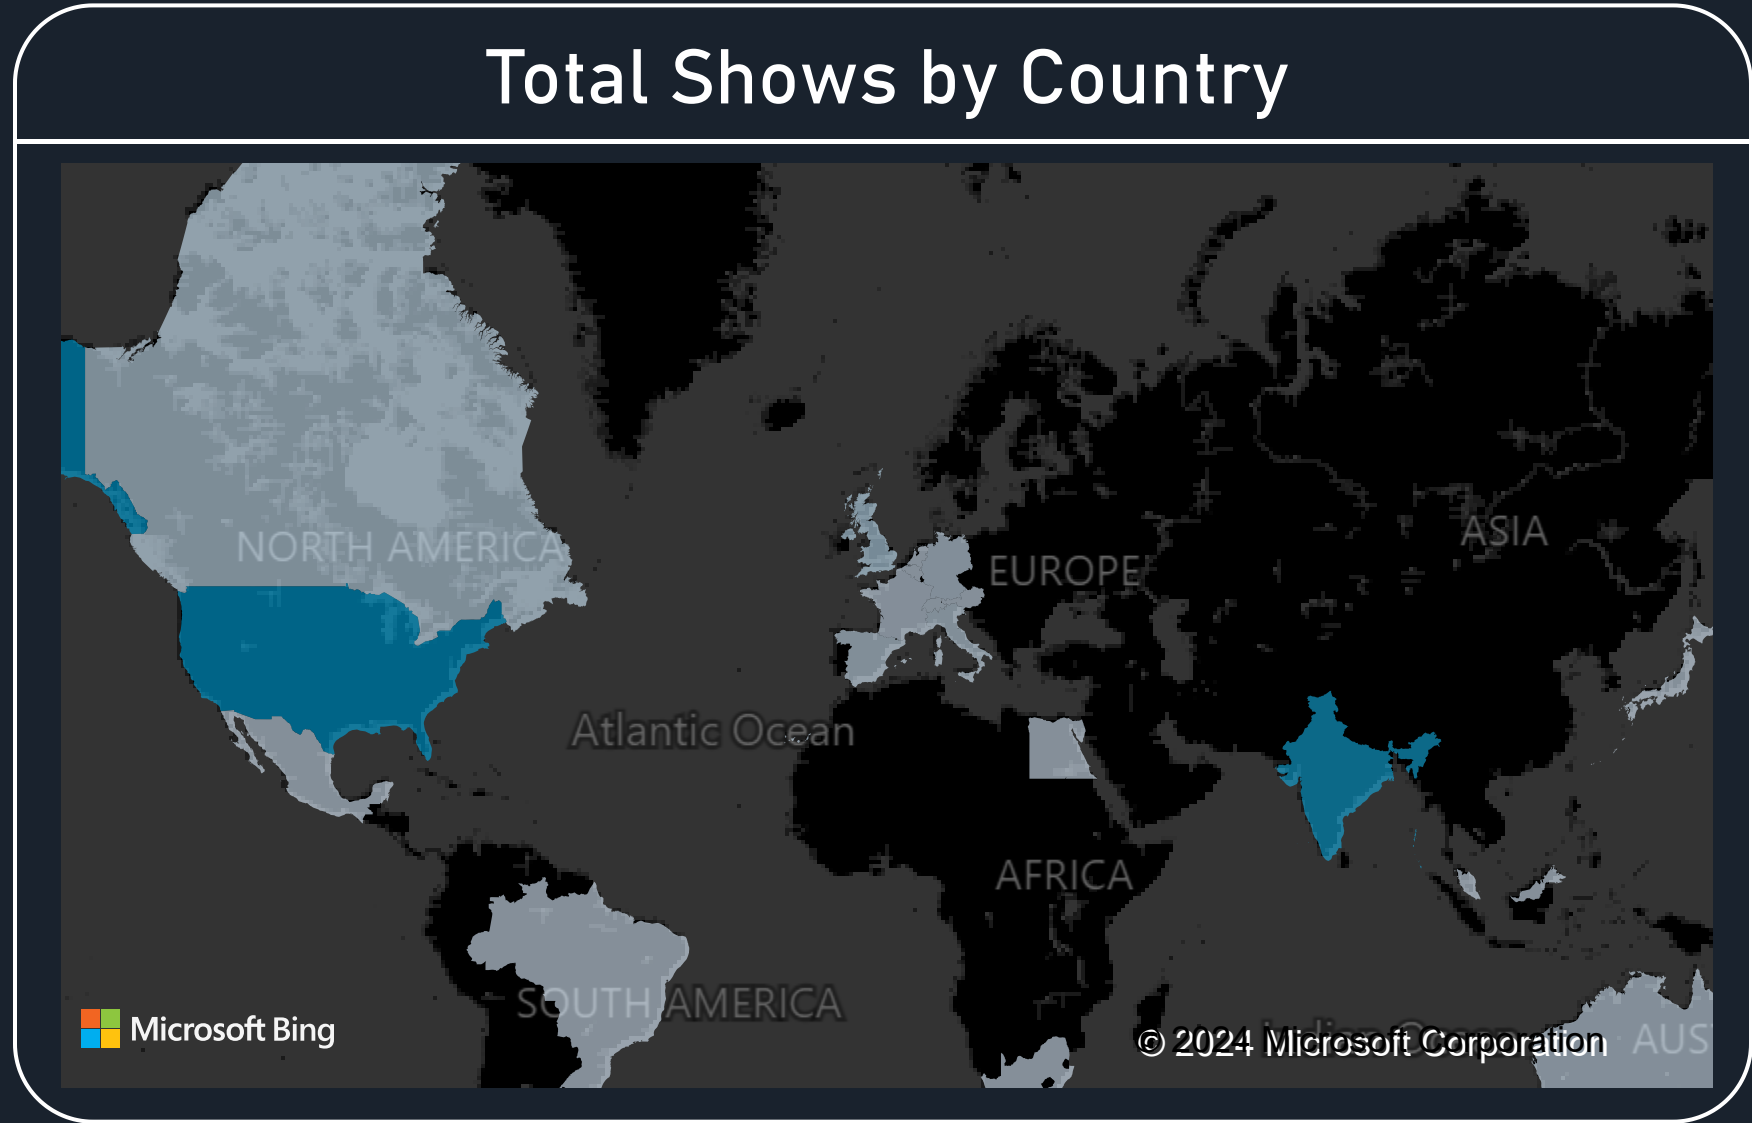 Total Shows by Country
NORTH AMERICA
ASIA
EUROPE
Atlantic Ocean
AFRICA
SOUTH AMERICA
Microsoft Bing
© 2024 Microsoft Corporation
AUS